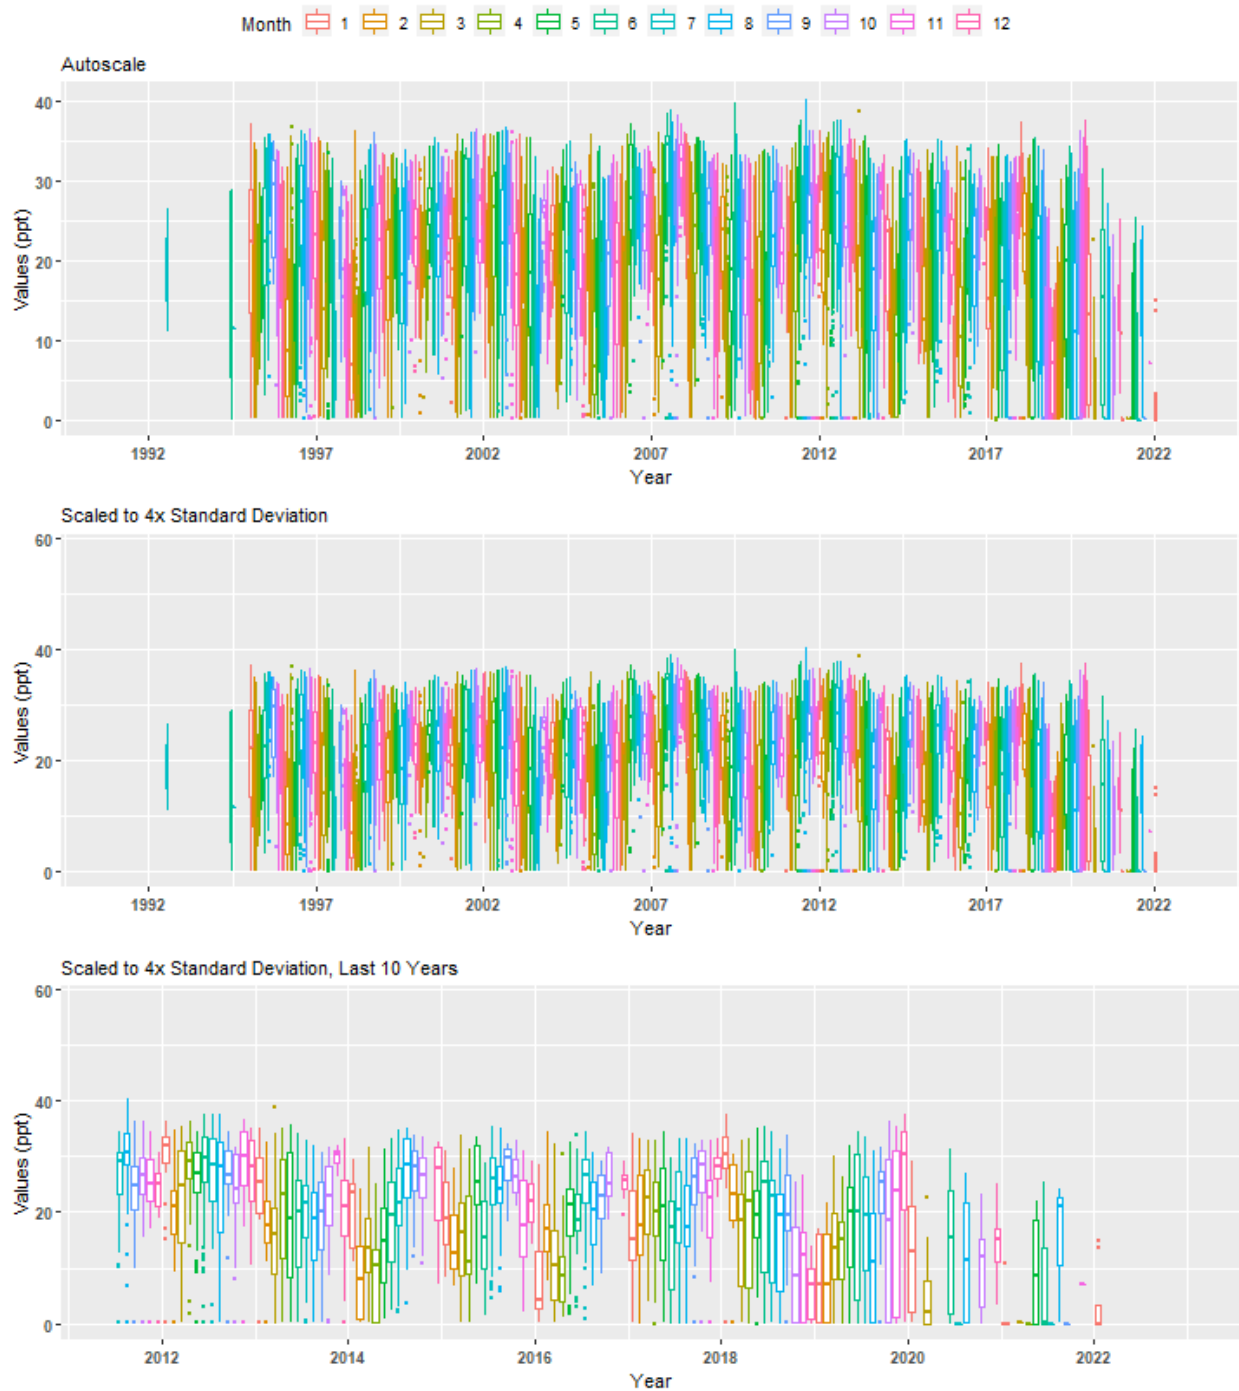 Month 1 2 3 4 5 6 7 8 9 10 11 12
Autoscale
40
30
20
10
0
Values (ppt)
1992 1997 2002 2007 2012 2017 2022
Year
Scaled to 4x Standard Deviation
60
40
20
0
Values (ppt)
1992 1997 2002 2007 2012 2017 2022
Year
Scaled to 4x Standard Deviation, Last 10 Years
60
40
20
0
Values (ppt)
2012 2014 2016 2018 2020 2022
Year